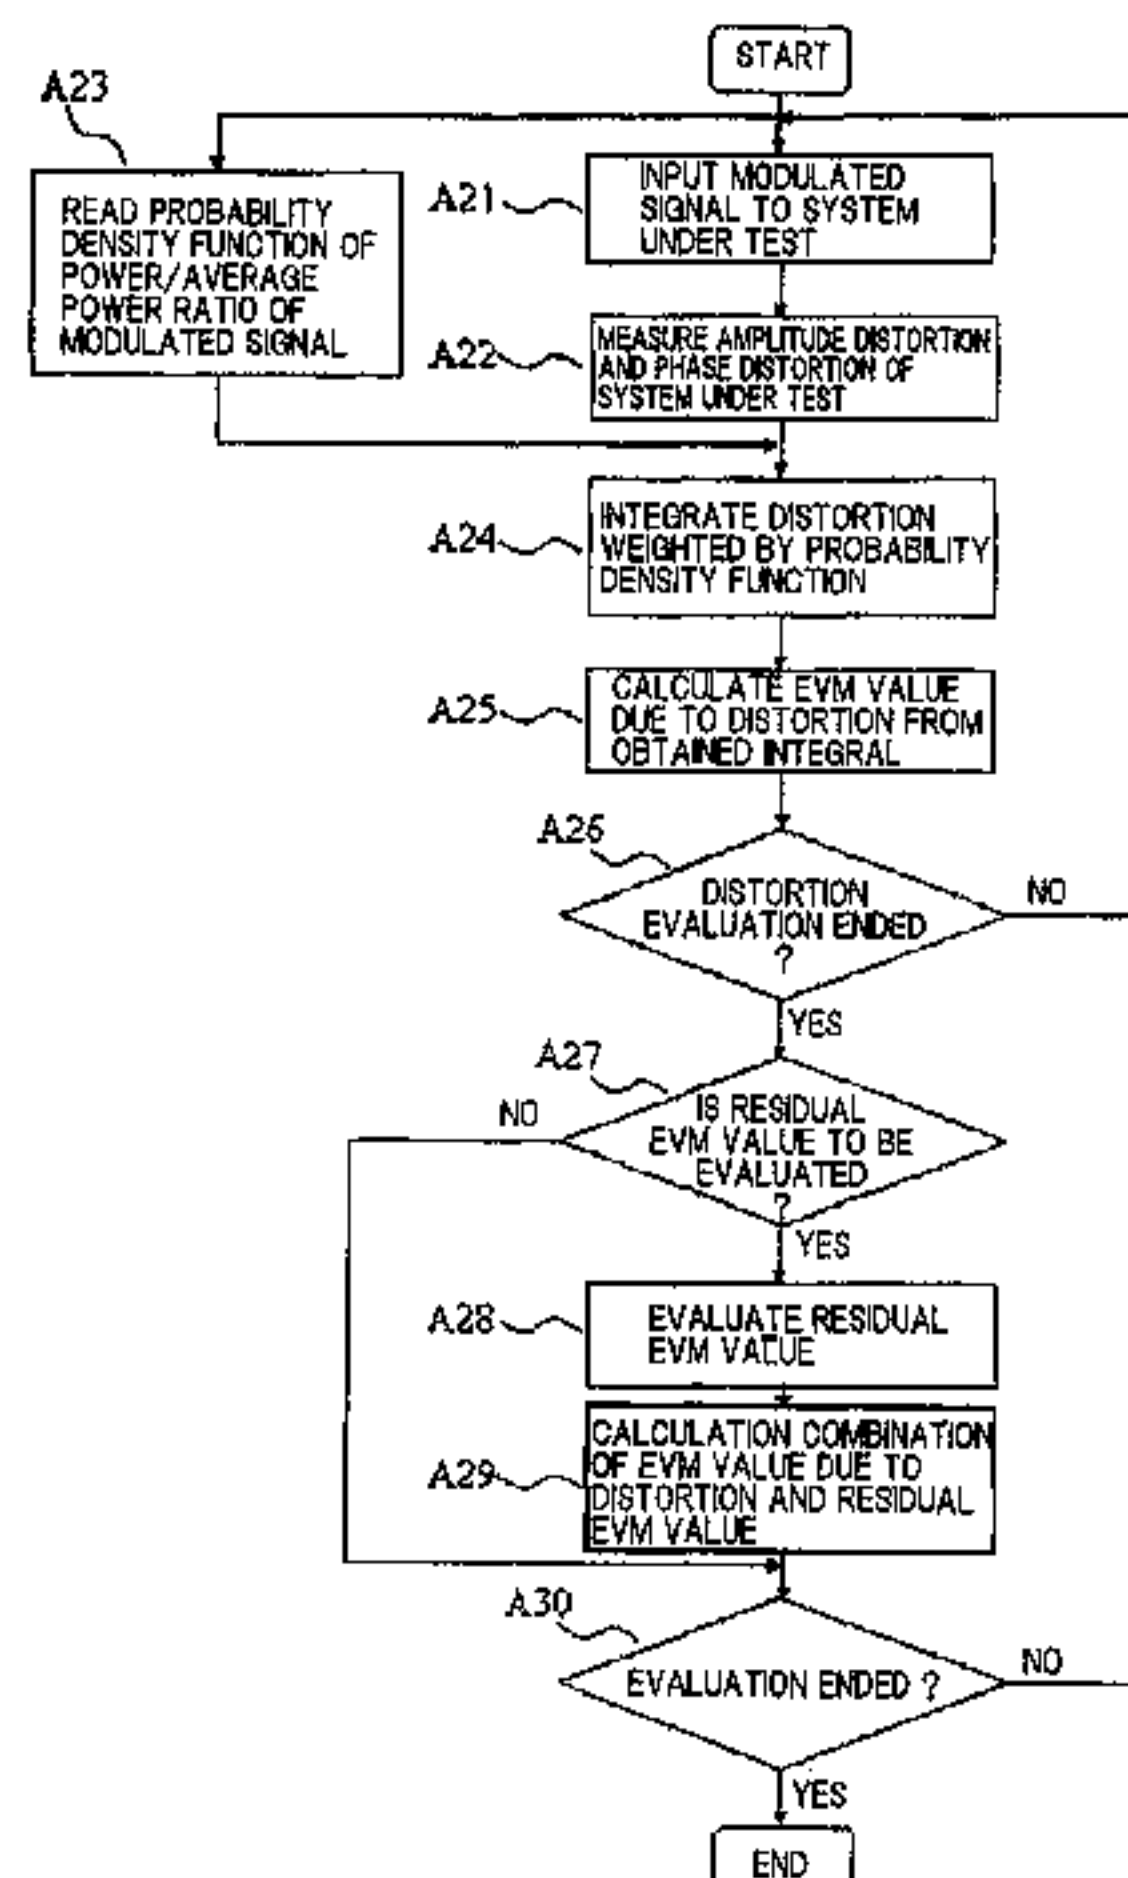 START
A23
READ PROBABILITY
DENSITY FUNCTION OF
POWER/AVERAGE
POWER RATIO OF
MODULATED SIGNAL
A21
INPUT MODULATED
SIGNAL TO SYSTEM
UNDER TEST
A22
MEASURE AMPLITUDE DISTORTION
AND PHASE DISTORTION OF
SYSTEM UNDER TEST
A24
INTEGRATE DISTORTION
WEIGHTED BY PROBABILITY
DENSITY FUNCTION
A25
CALCULATE EVM VALUE
DUE TO DISTORTION FROM
OBTAINED INTEGRAL
A26
DISTORTION
EVALUATION ENDED
?
NO
YES
A27
NO
IS RESIDUAL
EVM VALUE TO BE
EVALUATED
?
YES
A28
EVALUATE RESIDUAL
EVM VALUE
A29
CALCULATION COMBINATION
OF EVM VALUE DUE TO
DISTORTION AND RESIDUAL
EVM VALUE
A30
EVALUATION ENDED ?
NO
YES
END